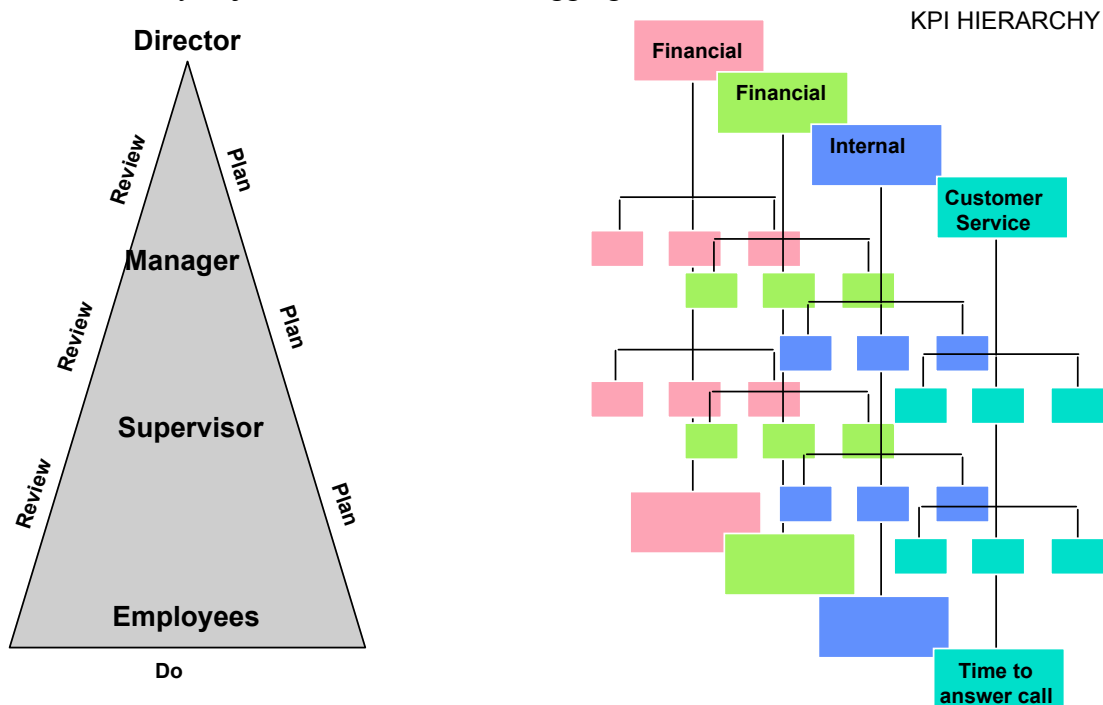 KPI HIERARCHY
Director
Financial
Financial
Review
Plan
Internal
Customer
Service
Manager
Review
Plan
Supervisor
Review
Plan
Employees
Do
Time to
answer call